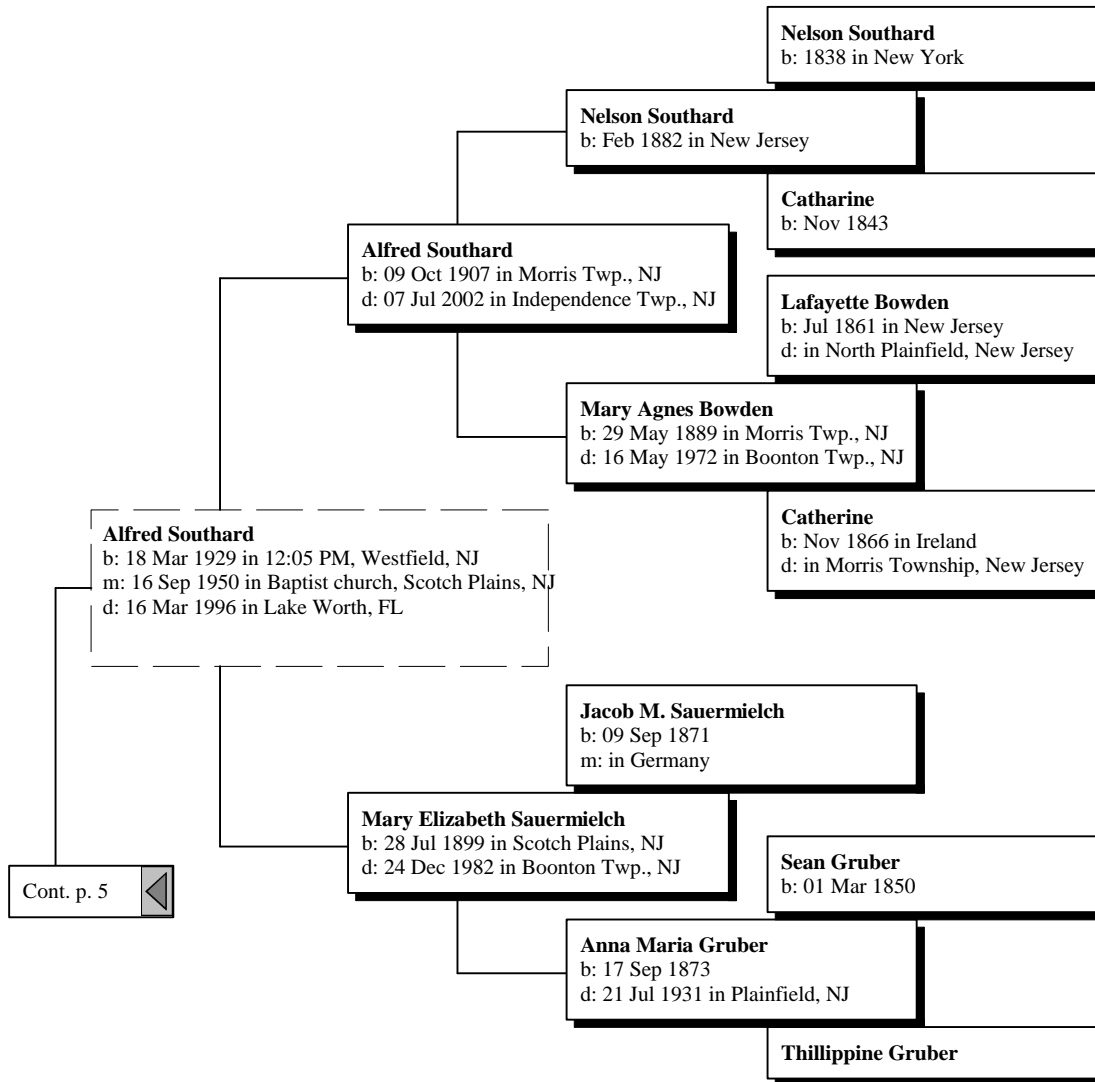 Nelson Southard
b: 1838 in New York
Nelson Southard
b: Feb 1882 in New Jersey
Catharine
b: Nov 1843
Alfred Southard
b: 09 Oct 1907 in Morris Twp., NJ
d: 07 Jul 2002 in Independence Twp., NJ
Lafayette Bowden
b: Jul 1861 in New Jersey
d: in North Plainfield, New Jersey
Mary Agnes Bowden
b: 29 May 1889 in Morris Twp., NJ
d: 16 May 1972 in Boonton Twp., NJ
Catherine
b: Nov 1866 in Ireland
d: in Morris Township, New Jersey
Alfred Southard
b: 18 Mar 1929 in 12:05 PM, Westfield, NJ
m: 16 Sep 1950 in Baptist church, Scotch Plains, NJ
d: 16 Mar 1996 in Lake Worth, FL
Jacob M. Sauermielch
b: 09 Sep 1871
m: in Germany
Mary Elizabeth Sauermielch
b: 28 Jul 1899 in Scotch Plains, NJ
d: 24 Dec 1982 in Boonton Twp., NJ
Sean Gruber
b: 01 Mar 1850
Cont. p. 5
Anna Maria Gruber
b: 17 Sep 1873
d: 21 Jul 1931 in Plainfield, NJ
Thillippine Gruber